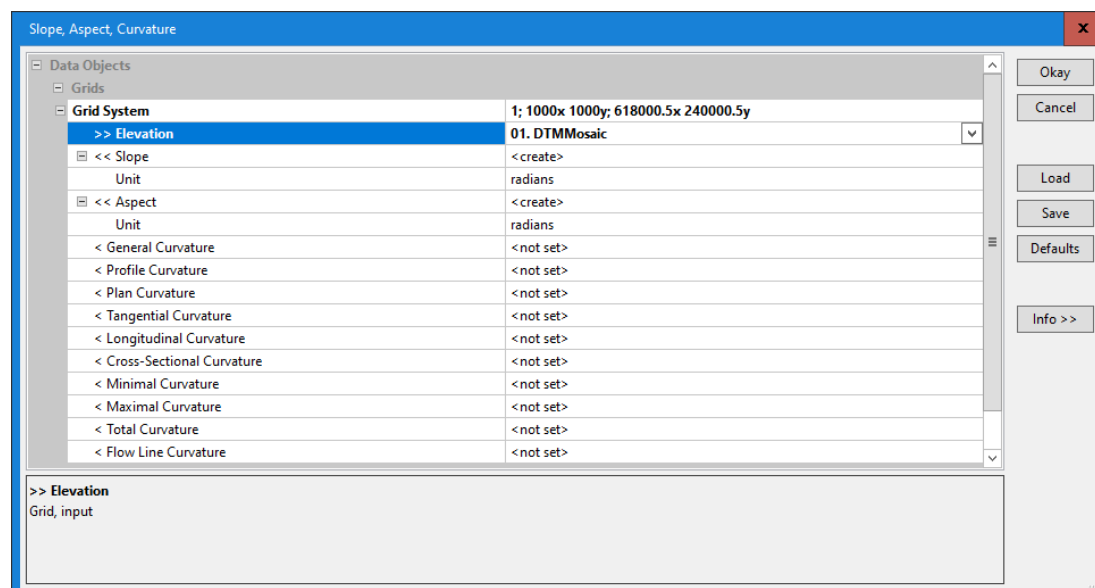 Slope, Aspect, Curvature x
Data Objects
Okay
Grids
Grid System 1; 1000x 1000y; 618000.5x 240000.5y
Cancel
>> Elevation 01. DTMMosaic
<< Slope <create>
Unit radians
Load
<< Aspect <create>
Save
Unit radians
< General Curvature <not set>
Defaults
< Profile Curvature <not set>
< Plan Curvature <not set>
< Tangential Curvature <not set>
Info >>
< Longitudinal Curvature <not set>
< Cross-Sectional Curvature <not set>
< Minimal Curvature <not set>
< Maximal Curvature <not set>
< Total Curvature <not set>
< Flow Line Curvature <not set>
>> Elevation
Grid, input